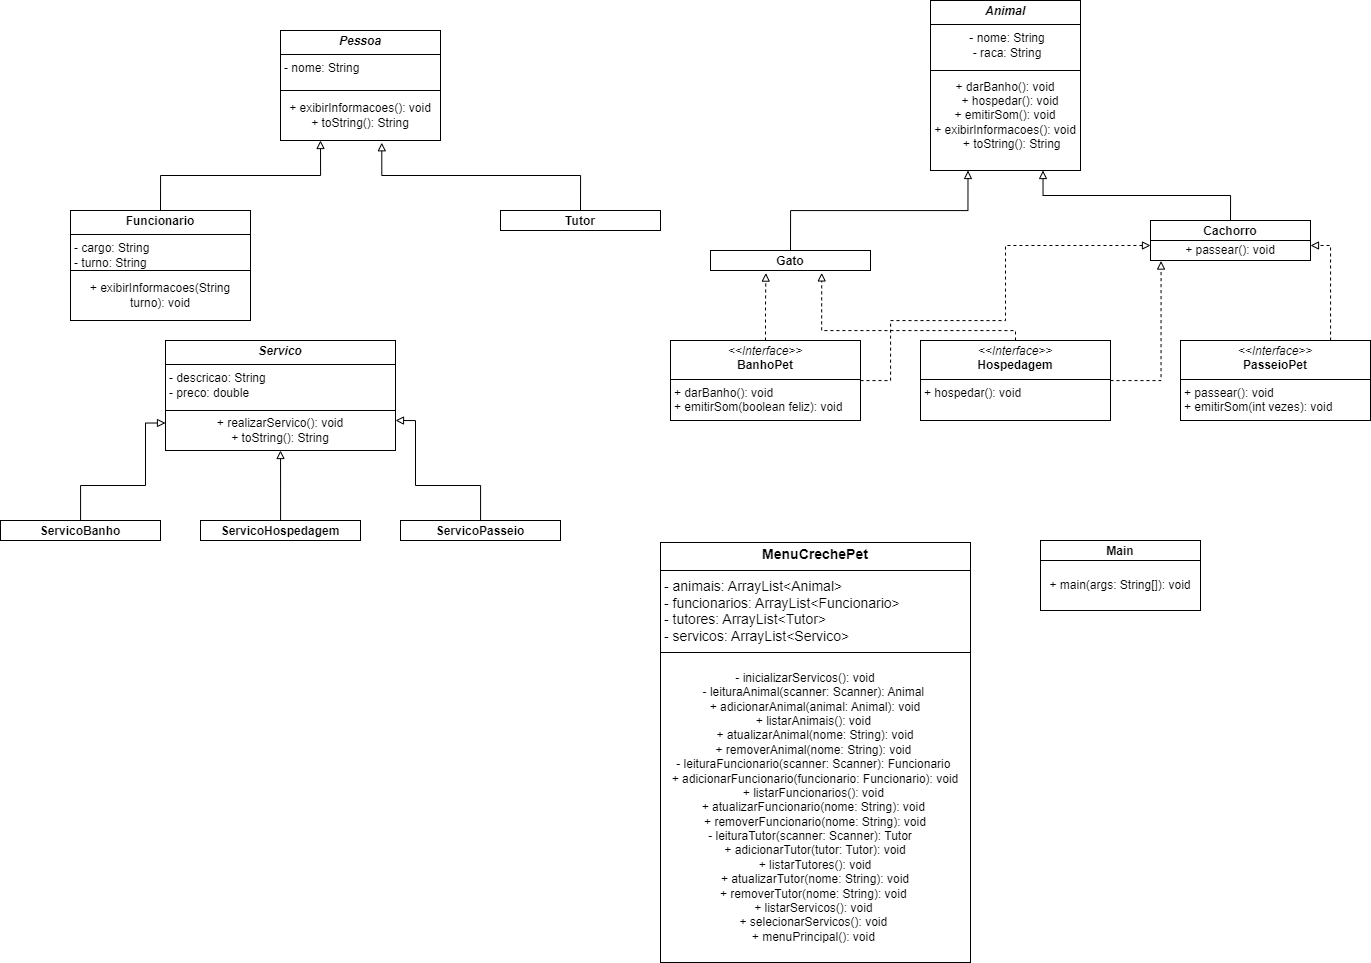 Pessoa
- nome: String
+ exibirInformacoes(): void
+ toString(): String
Animal
- nome: String
- raca: String
+ darBanho(): void
+ hospedar(): void
+ emitirSom(): void
+ exibirInformacoes(): void
+ toString(): String
Funcionario
- cargo: String
- turno: String
+ exibirInformacoes(String
turno): void
Tutor
Gato
Cachorro
+ passear(): void
Servico
- descricao: String
- preco: double
+ realizarServico(): void
+ toString(): String
<<Interface>>
BanhoPet
+ darBanho(): void
+ emitirSom(boolean feliz): void
<<Interface>>
Hospedagem
+ hospedar(): void
<<Interface>>
PasseioPet
+ passear(): void
+ emitirSom(int vezes): void
ServicoBanho
ServicoHospedagem
ServicoPasseio
MenuCrechePet
- animais: ArrayList<Animal>
- funcionarios: ArrayList<Funcionario>
- tutores: ArrayList<Tutor>
- servicos: ArrayList<Servico>
- inicializarServicos(): void
- leituraAnimal(scanner: Scanner): Animal
+ adicionarAnimal(animal: Animal): void
+ listarAnimais(): void
+ atualizarAnimal(nome: String): void
+ removerAnimal(nome: String): void
- leituraFuncionario(scanner: Scanner): Funcionario
+ adicionarFuncionario(funcionario: Funcionario): void
+ listarFuncionarios(): void
+ atualizarFuncionario(nome: String): void
+ removerFuncionario(nome: String): void
- leituraTutor(scanner: Scanner): Tutor
+ adicionarTutor(tutor: Tutor): void
+ listarTutores(): void
+ atualizarTutor(nome: String): void
+ removerTutor(nome: String): void
+ listarServicos(): void
+ selecionarServicos(): void
+ menuPrincipal(): void
Main
+ main(args: String[]): void